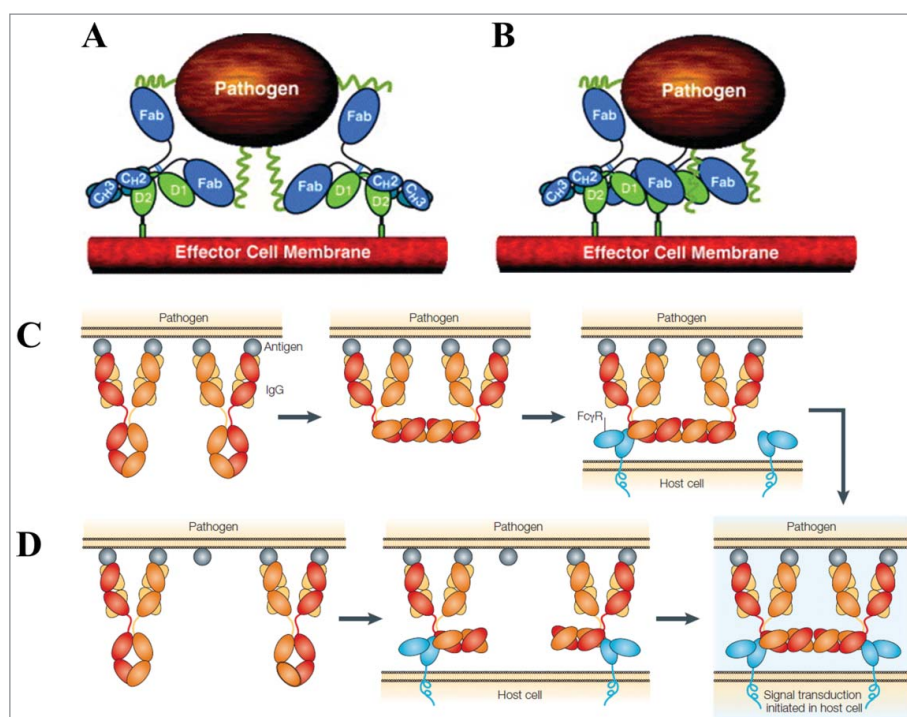 A
B
Pathogen
Pathogen
Fab
Fab
Fab
CH3
CH2
D2
D1
Fab
Fab
D1
D2
CH2
CH3
CH3
CH2
D2
D1
Fab
Fab
Effector Cell Membrane
Effector Cell Membrane
C
Pathogen
Pathogen
Pathogen
Antigen
IgG
FcγR
Host cell
D
Pathogen
Pathogen
Pathogen
Host cell
Signal transduction
initiated in host cell